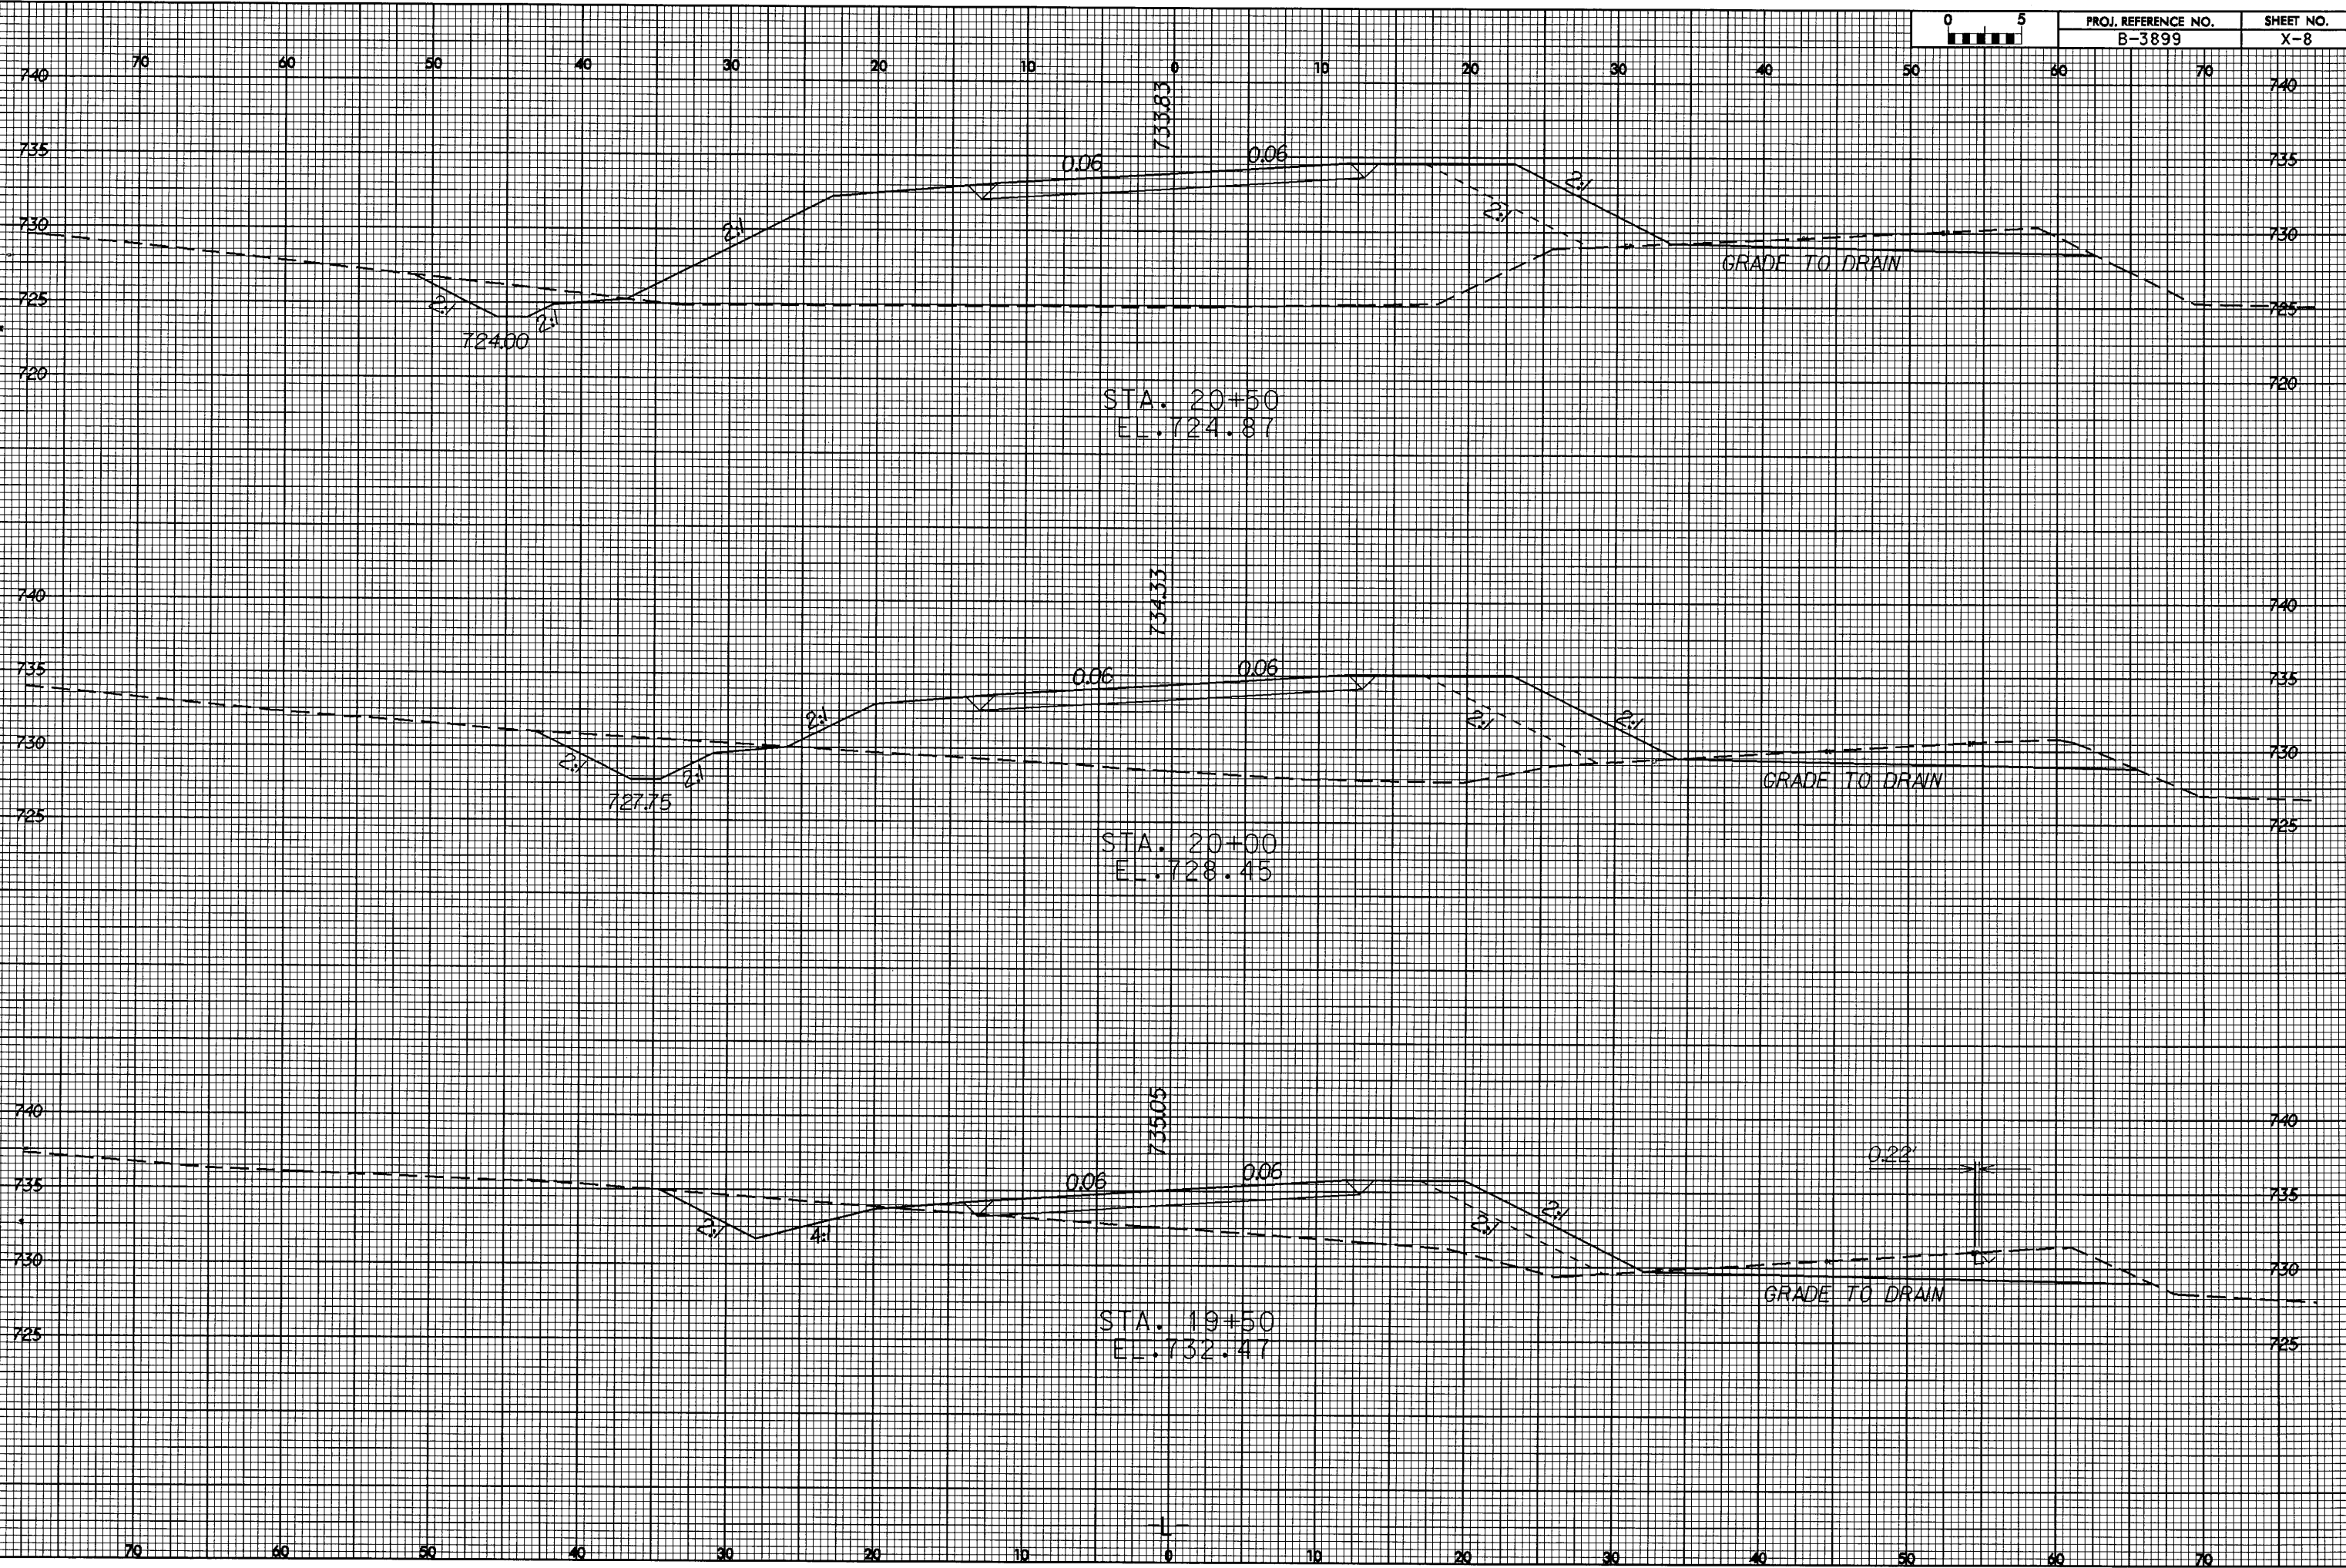 0 5
PROJ. REFERENCE NO. SHEET NO.
B-3899 X-8
70 60 50 40 30 20 10 0 10 20 30 40 50 60 70
740 740
733.83
735 0.06 0.06 735
2:1
2:1
730 2:1 730
GRADE TO DRAIN
725 2:1 2:1 725
724.00
720 720
STA. 20+50
EL. 724.87
734.33
740 740
735 0.06 0.06 735
2:1 2:1 2:1
730 730
2:1 2:1 GRADE TO DRAIN
727.75
725 725
STA. 20+00
EL. 728.45
735.05
740 740
0.22'
735 0.06 0.06 735
2:1 4:1 2:1 2:1
730 730
GRADE TO DRAIN
STA. 19+50
725 725
EL. 732.47
-L-
70 60 50 40 30 20 10 0 10 20 30 40 50 60 70